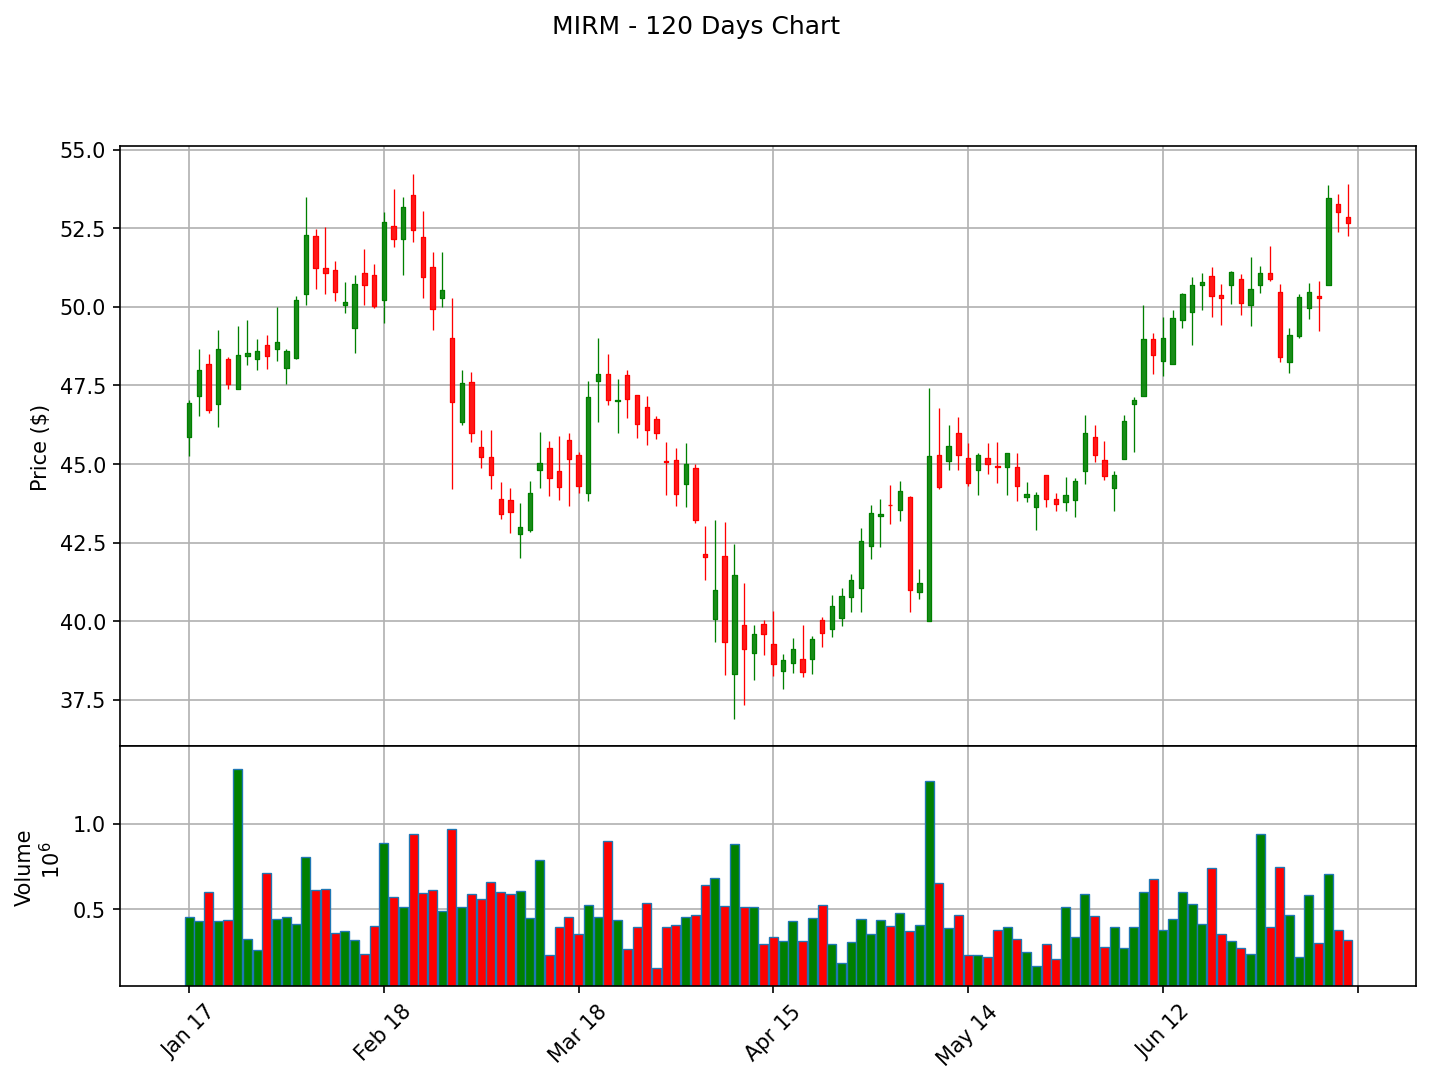 MIRM - 120 Days Chart
55.0
52.5
50.0
47.5
45.0
42.5
40.0
37.5
Price ($)
1.0
0.5
Volume
10⁶
Jan 17
Feb 18
Mar 18
Apr 15
May 14
Jun 12